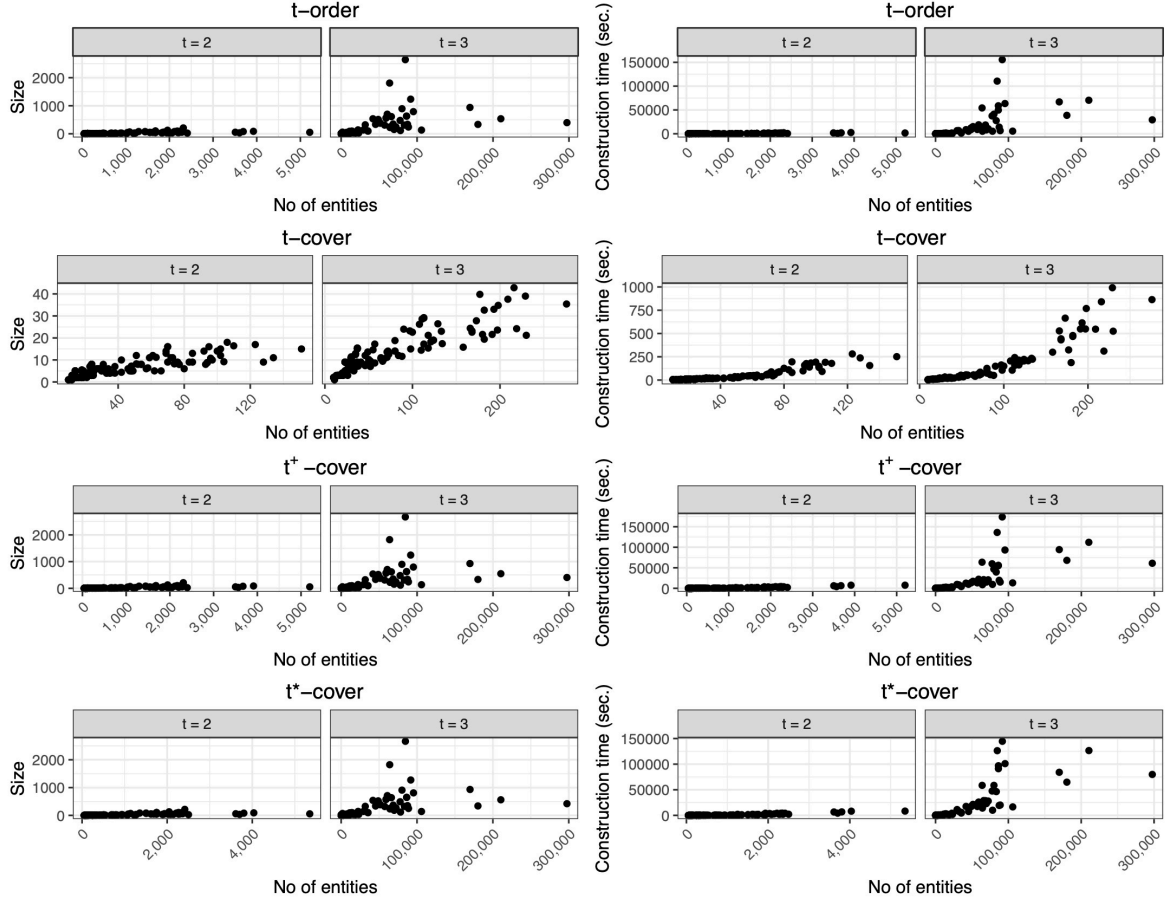 t−order
t = 2
t = 3
Size
2000
1000
0
0
1,000
2,000
3,000
4,000
5,000
0
100,000
200,000
300,000
No of entities
t−order
t = 2
t = 3
Construction time (sec.)
150000
100000
50000
0
0
1,000
2,000
3,000
4,000
5,000
0
100,000
200,000
300,000
No of entities
t−cover
t = 2
t = 3
Size
40
30
20
10
0
40
80
120
0
100
200
No of entities
t−cover
t = 2
t = 3
Construction time (sec.)
1000
750
500
250
0
40
80
120
0
100
200
No of entities
t⁺ −cover
t = 2
t = 3
Size
2000
1000
0
0
1,000
2,000
3,000
4,000
5,000
0
100,000
200,000
300,000
No of entities
t⁺ −cover
t = 2
t = 3
Construction time (sec.)
150000
100000
50000
0
0
1,000
2,000
3,000
4,000
5,000
0
100,000
200,000
300,000
No of entities
t*−cover
t = 2
t = 3
Size
2000
1000
0
0
2,000
4,000
0
100,000
200,000
300,000
No of entities
t*−cover
t = 2
t = 3
Construction time (sec.)
150000
100000
50000
0
0
2,000
4,000
0
100,000
200,000
300,000
No of entities